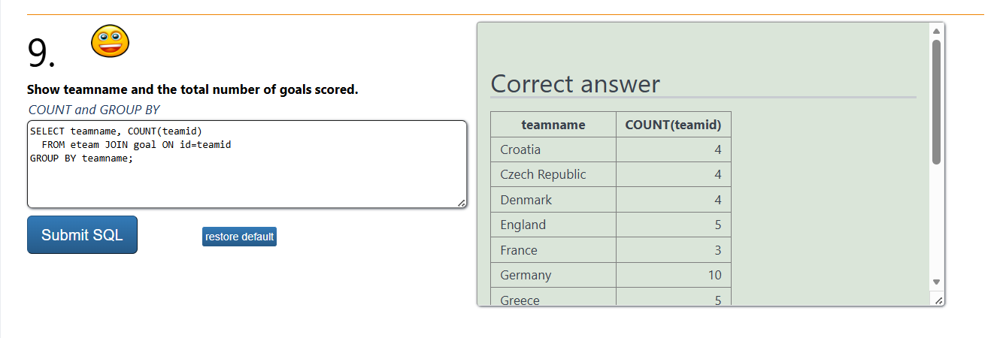 9.
Show teamname and the total number of goals scored.
COUNT and GROUP BY
SELECT teamname, COUNT(teamid)
FROM eteam JOIN goal ON id=teamid
GROUP BY teamname;
Submit SQL
restore default
Correct answer
teamname COUNT(teamid)
Croatia 4
Czech Republic 4
Denmark 4
England 5
France 3
Germany 10
Greece 5